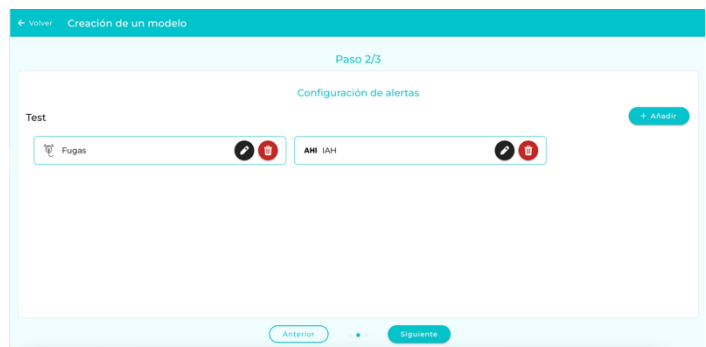 ← Volver Creación de un modelo
Paso 2/3
Configuración de alertas
Test
+ Añadir
Fugas
AHI IAH
Anterior
Siguiente